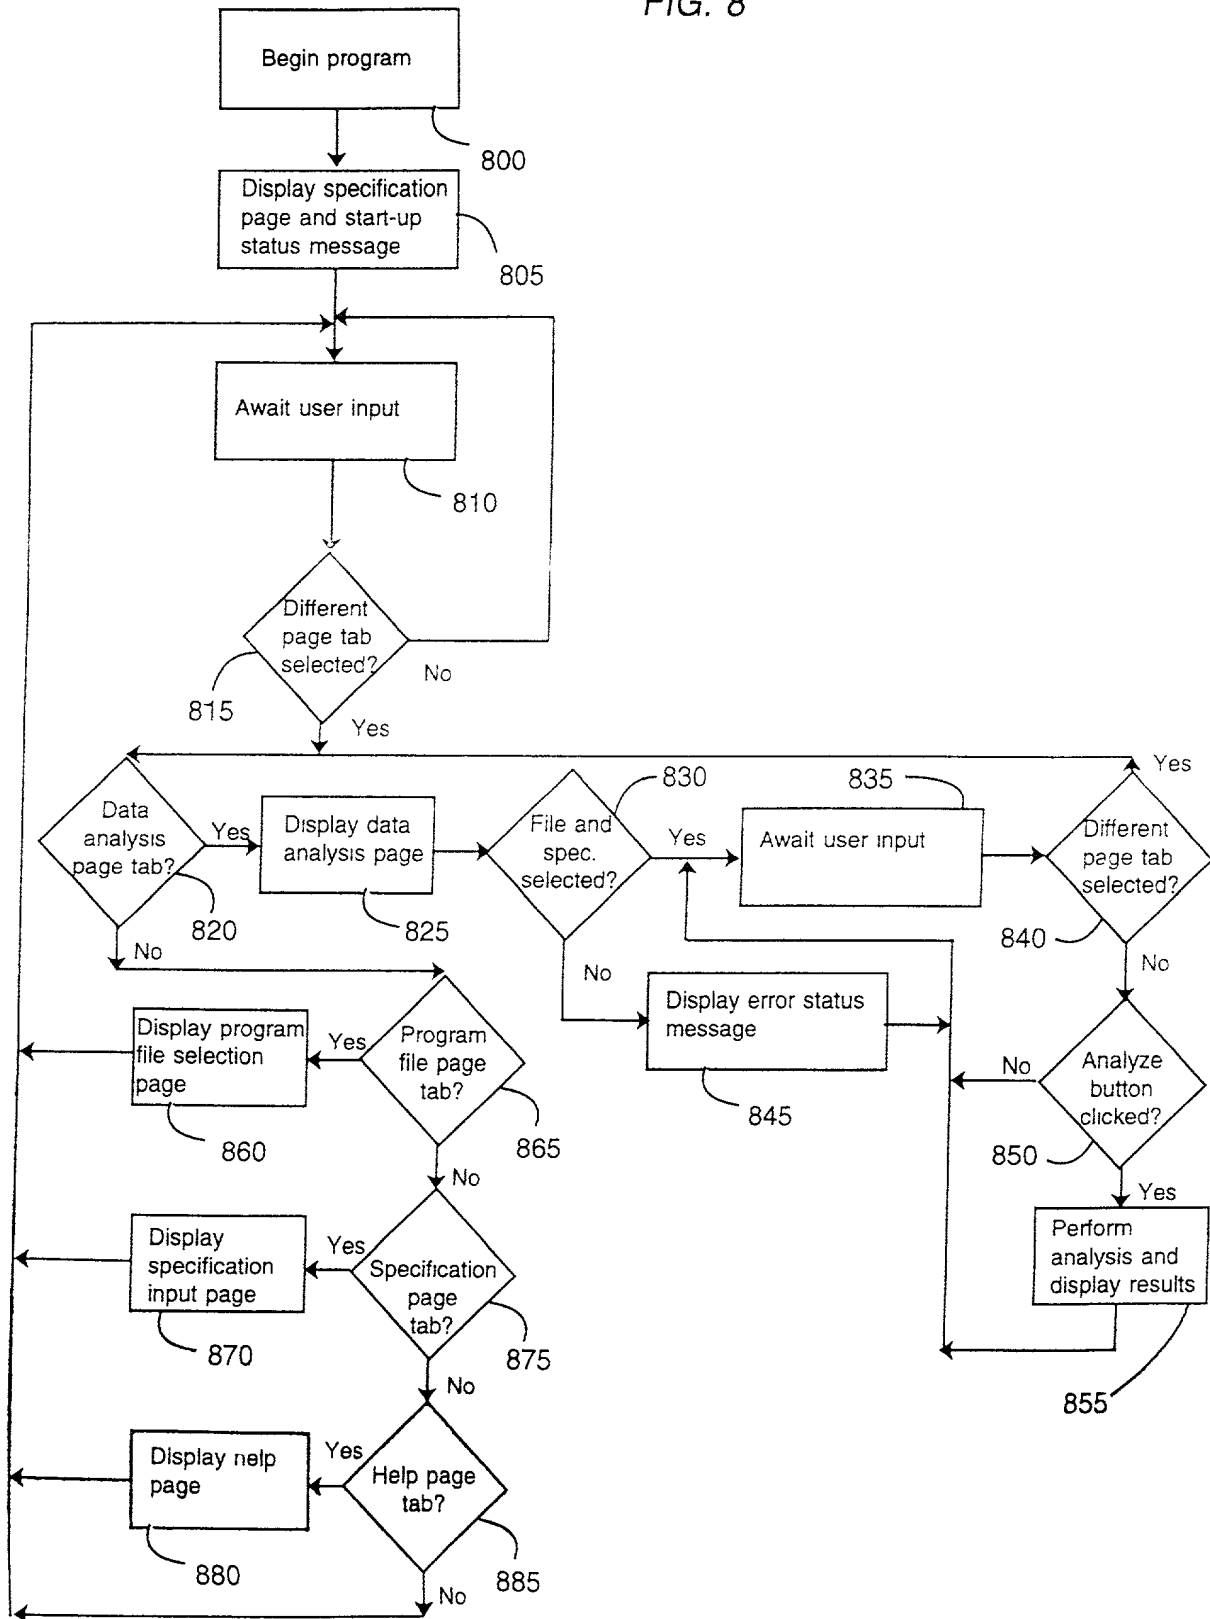 FIG. 8
Begin program
800
Display specification
page and start-up
status message
805
Await user input
810
Different
page tab
selected?
No
815
Yes
Data
analysis
page tab?
Yes
820
No
Display data
analysis page
825
File and
spec.
selected?
830
Yes
No
Await user input
835
Different
page tab
selected?
Yes
840
No
Display error status
message
845
Analyze
button
clicked?
No
850
Yes
Perform
analysis and
display results
855
Program
file page
tab?
Yes
865
No
Display program
file selection
page
860
Specification
page
tab?
Yes
875
No
Display
specification
input page
870
Help page
tab?
Yes
885
No
Display help
page
880